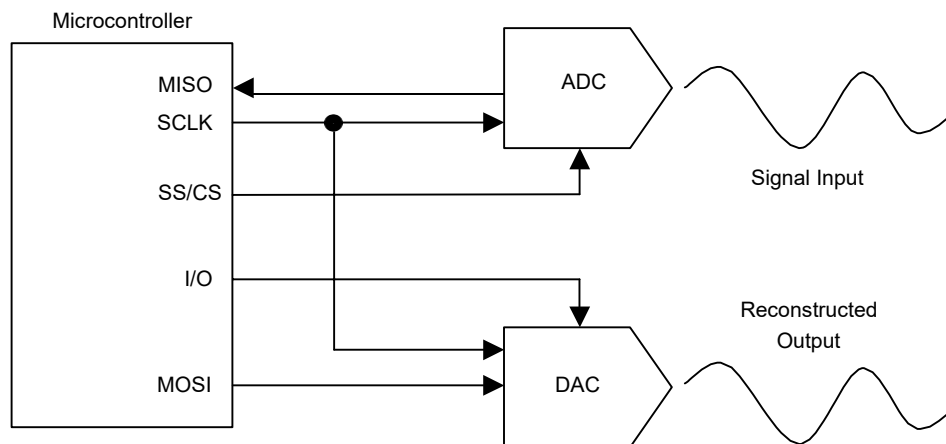 Microcontroller
MISO
SCLK
SS/CS
I/O
MOSI
ADC
Signal Input
DAC
Reconstructed
Output